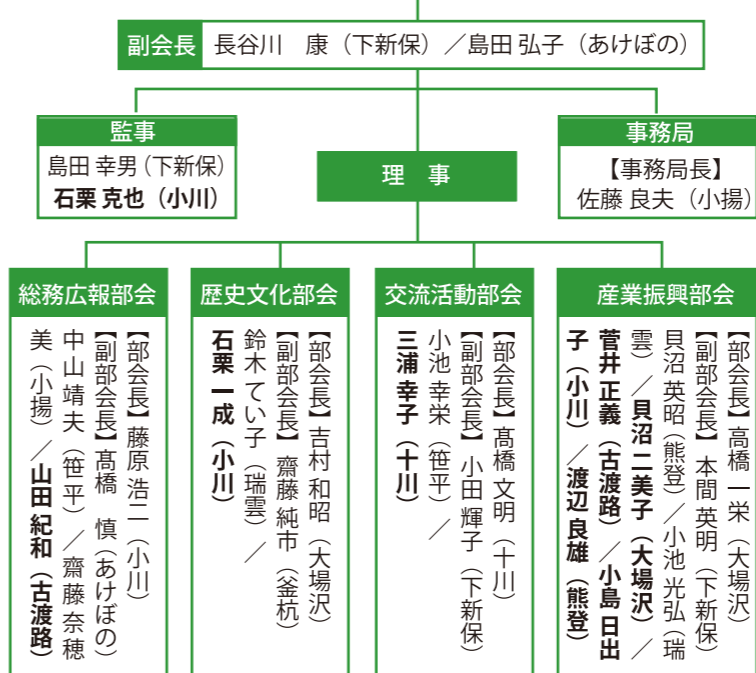 副会長 長谷川　康（下新保）／島田 弘子（あけぼの）
監事
島田 幸男（下新保）
石栗 克也（小川）
理　事
事務局
【事務局長】
佐藤 良夫（小揚）
総務広報部会
【部会長】藤原 浩二（小川）
【副部会長】髙橋　慎（あけぼの）
中山 靖夫（笹平）／齋藤 奈穂
美（小揚）／山田 紀和（古渡路）
歴史文化部会
【部会長】吉村 和昭（大場沢）
【副部会長】齋藤 純市（釜杭）
鈴木 てい子（瑞雲）／
石栗 一成（小川）
交流活動部会
【部会長】髙橋 文明（十川）
【副部会長】小田 輝子（下新保）
小池 幸栄（笹平）／
三浦 幸子（十川）
産業振興部会
【部会長】高橋 一栄（大場沢）
【副部会長】本間 英明（下新保）
貝沼 英昭（熊登）／小池 光弘（瑞
雲）／貝沼 二美子（大場沢）／
菅井 正義（古渡路）／小島 日出
子（小川）／渡辺 良雄（熊登）